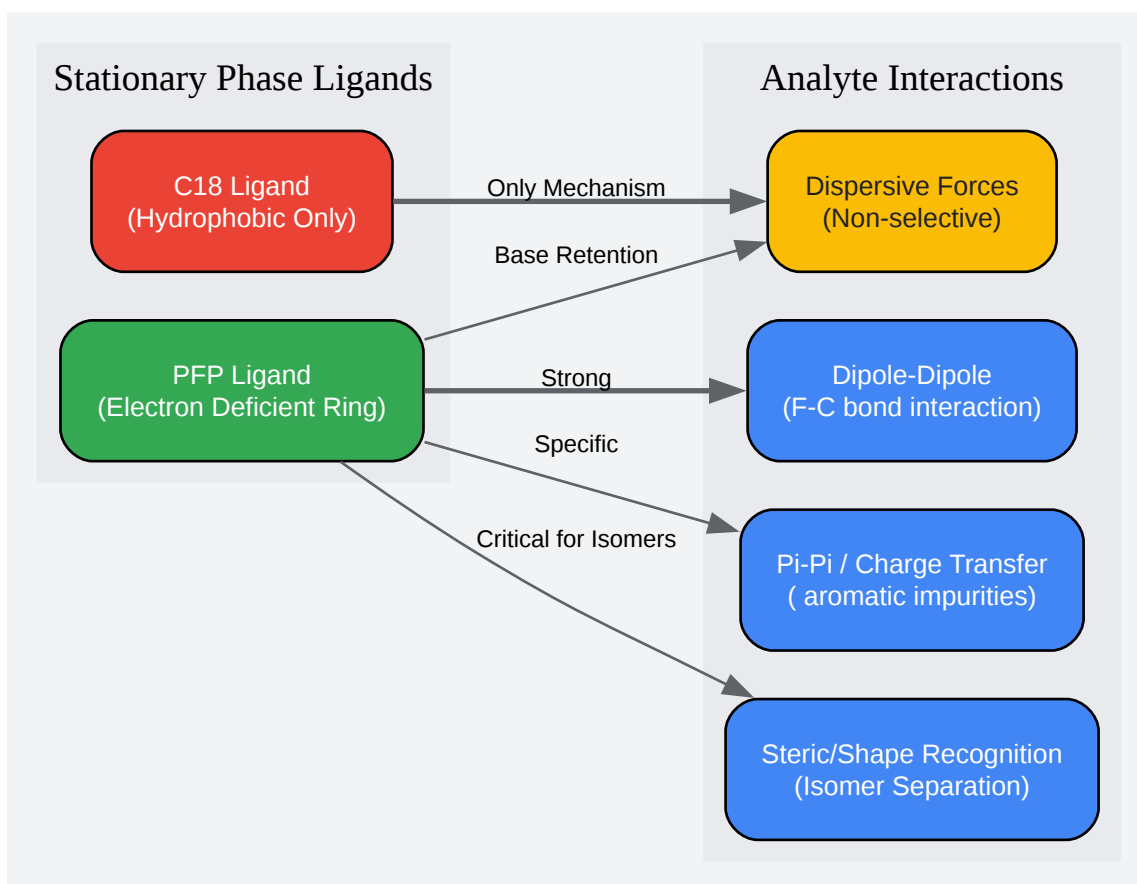 Stationary Phase Ligands
Analyte Interactions
C18 Ligand
(Hydrophobic Only)
Only Mechanism
Dispersive Forces
(Non-selective)
Base Retention
PFP Ligand
(Electron Deficient Ring)
Strong
Dipole-Dipole
(F-C bond interaction)
Specific
Critical for Isomers
Pi-Pi / Charge Transfer
( aromatic impurities)
Steric/Shape Recognition
(Isomer Separation)